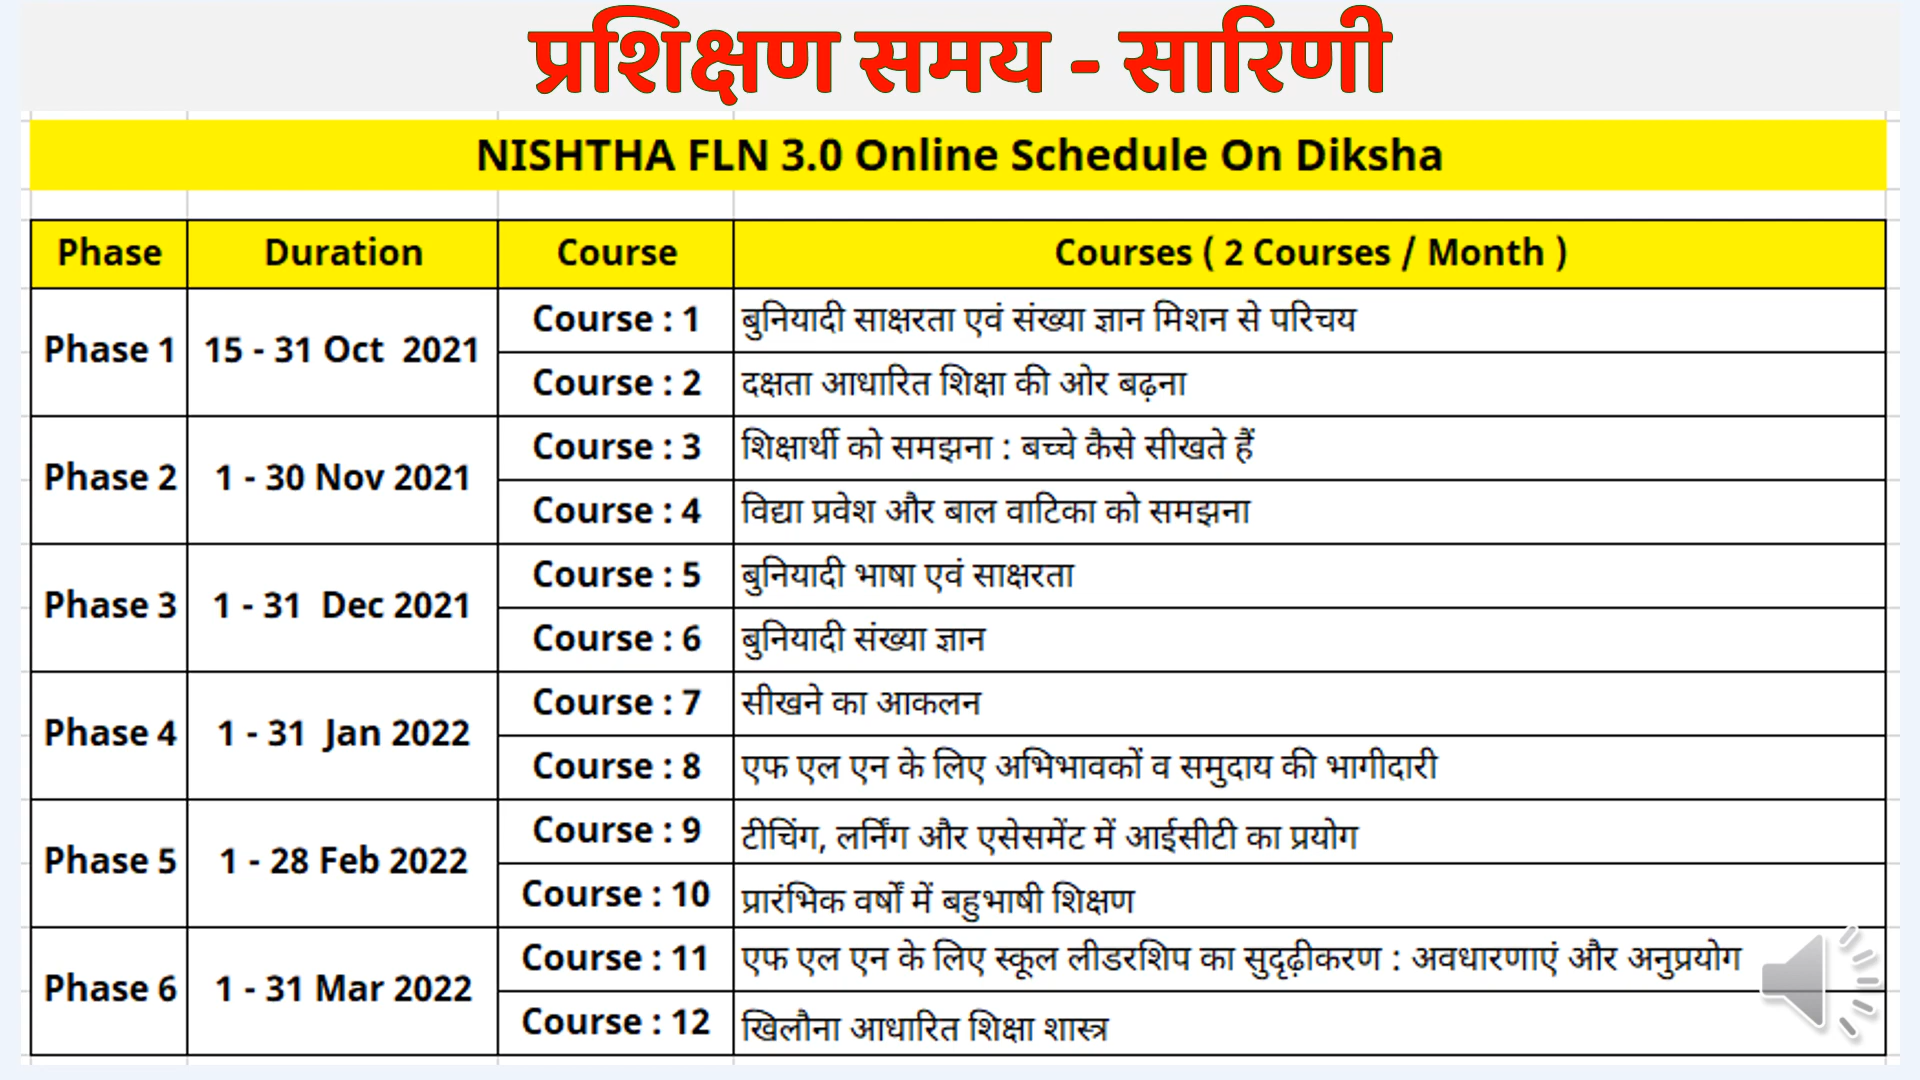 प्रशिक्षण समय - सारिणी
NISHTHA FLN 3.0 Online Schedule On Diksha
Phase Duration Course Courses ( 2 Courses / Month )
Phase 1 15 - 31 Oct 2021
Course : 1 बुनियादी साक्षरता एवं संख्या ज्ञान मिशन से परिचय
Course : 2 दक्षता आधारित शिक्षा की ओर बढ़ना
Phase 2 1 - 30 Nov 2021
Course : 3 शिक्षार्थी को समझना : बच्चे कैसे सीखते हैं
Course : 4 विद्या प्रवेश और बाल वाटिका को समझना
Phase 3 1 - 31 Dec 2021
Course : 5 बुनियादी भाषा एवं साक्षरता
Course : 6 बुनियादी संख्या ज्ञान
Phase 4 1 - 31 Jan 2022
Course : 7 सीखने का आकलन
Course : 8 एफ एल एन के लिए अभिभावकों व समुदाय की भागीदारी
Phase 5 1 - 28 Feb 2022
Course : 9 टीचिंग, लर्निंग और एसेसमेंट में आईसीटी का प्रयोग
Course : 10 प्रारंभिक वर्षों में बहुभाषी शिक्षण
Phase 6 1 - 31 Mar 2022
Course : 11 एफ एल एन के लिए स्कूल लीडरशिप का सुदृढ़ीकरण : अवधारणाएं और अनुप्रयोग
Course : 12 खिलौना आधारित शिक्षा शास्त्र